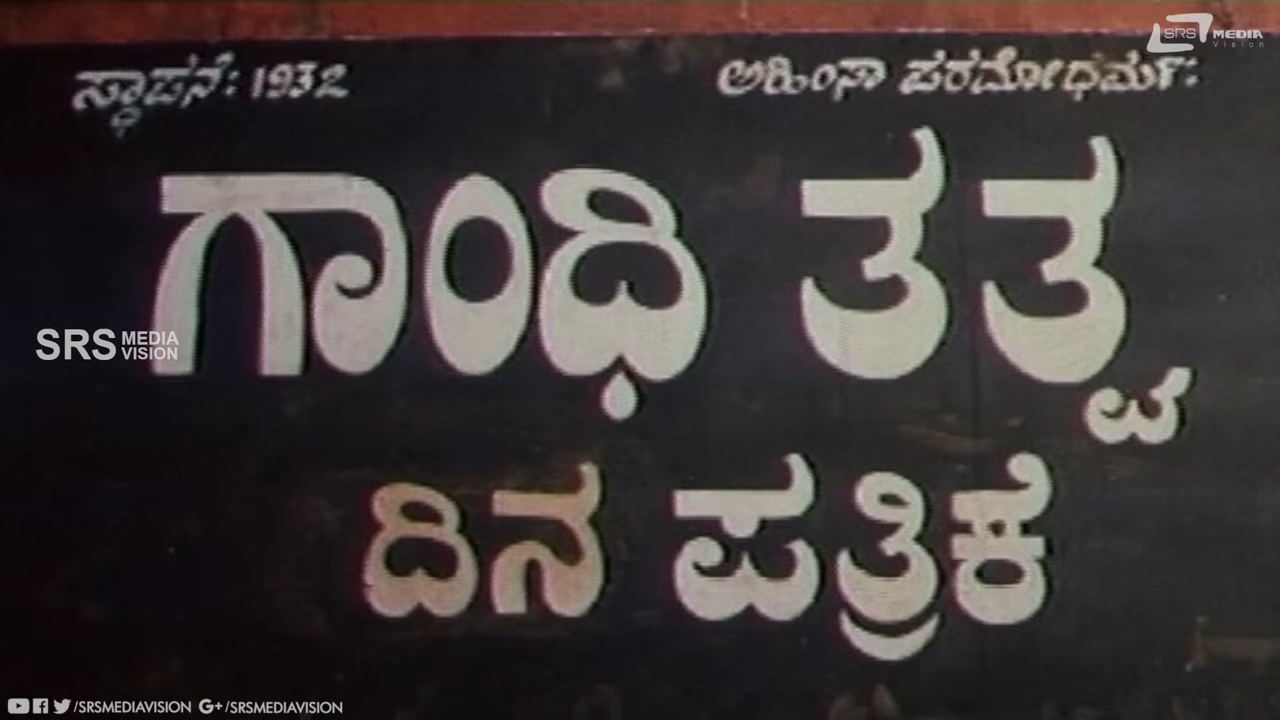 SRS MEDIA Vision
ಸ್ಥಾಪನೆ: 1932 ಅಹಿಂಸಾ ಪರಮೋಧರ್ಮ:
ಗಾಂಧಿ ತತ್ವ
SRS MEDIA VISION
ದಿನ ಪತ್ರಿಕೆ
/SRSMEDIAVISION G+/SRSMEDIAVISION